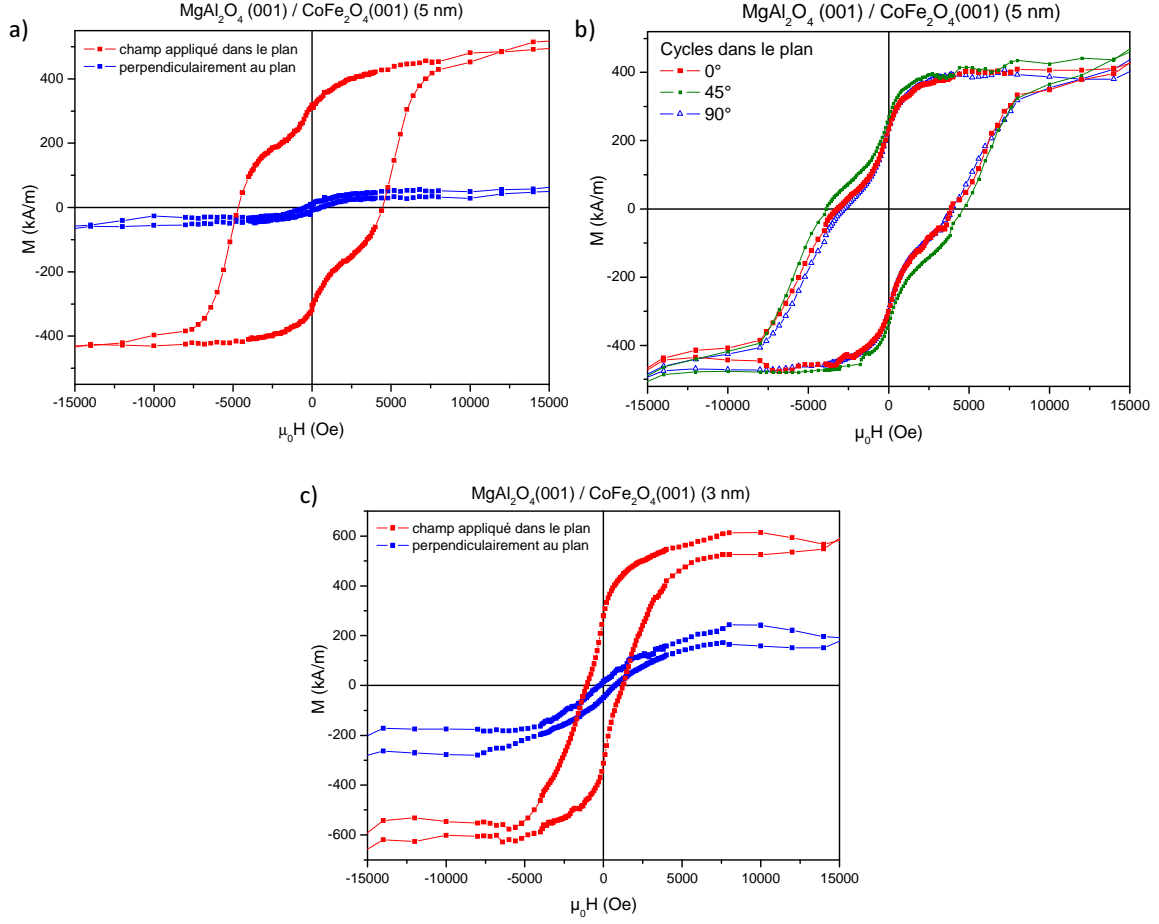 a)
MgAl2O4 (001) / CoFe2O4(001) (5 nm)
champ appliqué dans le plan
perpendiculairement au plan
400
200
0
-200
-400
M (kA/m)
-15000 -10000 -5000 0 5000 10000 15000
μ0H (Oe)
b)
MgAl2O4 (001) / CoFe2O4(001) (5 nm)
Cycles dans le plan
0°
45°
90°
400
200
0
-200
-400
M (kA/m)
-15000 -10000 -5000 0 5000 10000 15000
μ0H (Oe)
c)
MgAl2O4(001) / CoFe2O4(001) (3 nm)
champ appliqué dans le plan
perpendiculairement au plan
600
400
200
0
-200
-400
-600
M (kA/m)
-15000 -10000 -5000 0 5000 10000 15000
μ0H (Oe)